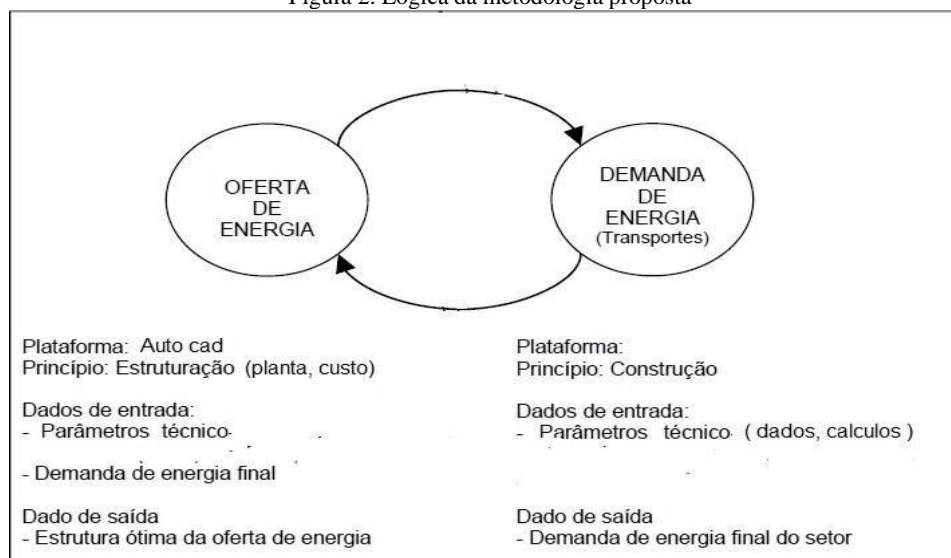 Figura 2: Lógica da metodologia proposta
OFERTA
DE
ENERGIA
DEMANDA
DE
ENERGIA
(Transportes)
Plataforma: Auto cad
Princípio: Estruturação (planta, custo)
Dados de entrada:
- Parâmetros técnico
- Demanda de energia final
Dado de saída
- Estrutura ótima da oferta de energia
Plataforma:
Princípio: Construção
Dados de entrada:
- Parâmetros técnico ( dados, calculos )
Dado de saída
- Demanda de energia final do setor